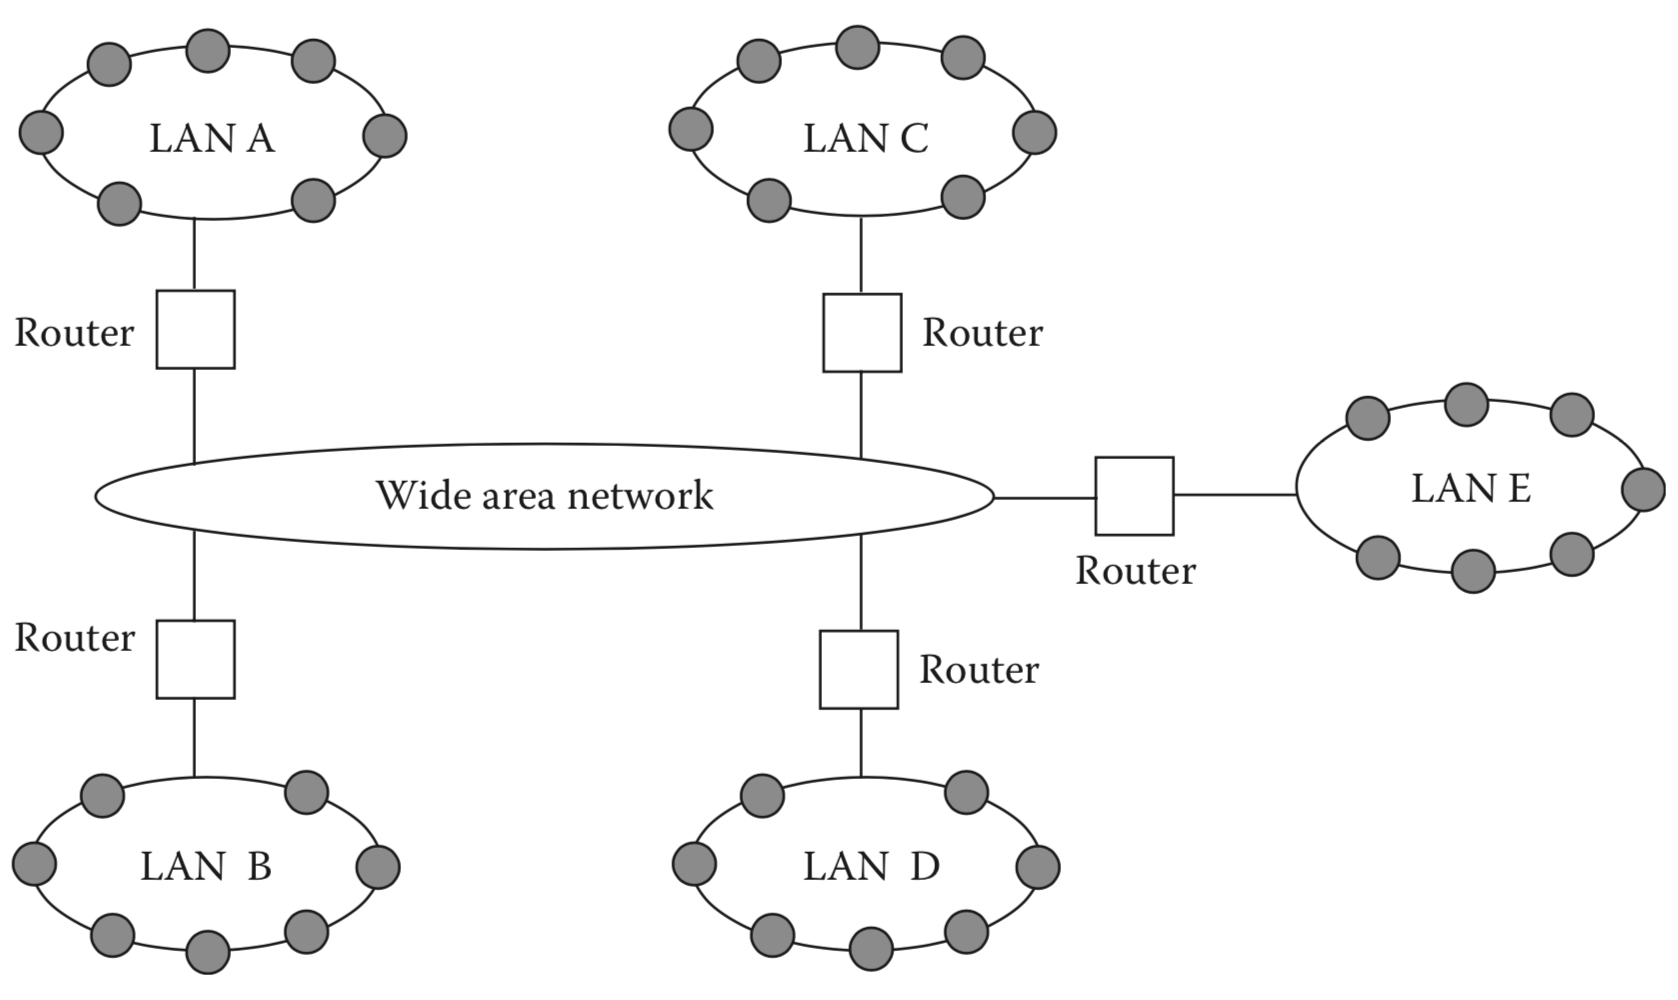 LAN A
LAN C
Router
Router
Wide area network
LAN E
Router
Router
Router
LAN B
LAN D